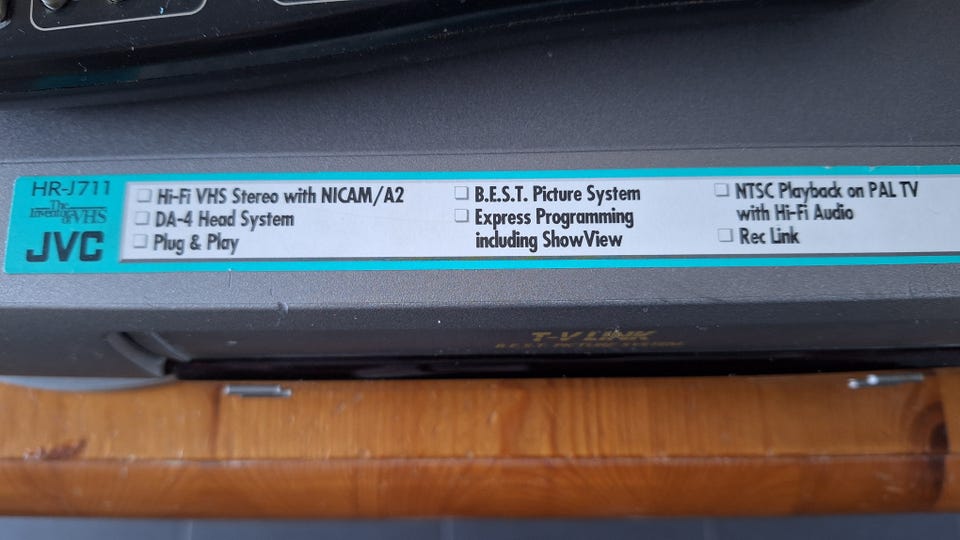 HR-J711
The
Inventor
of VHS
JVC
Hi-Fi VHS Stereo with NICAM/A2
DA-4 Head System
Plug & Play
B.E.S.T. Picture System
Express Programming
including ShowView
NTSC Playback on PAL TV
with Hi-Fi Audio
Rec Link
T-V LINK
B.E.S.T. PICTURE SYSTEM